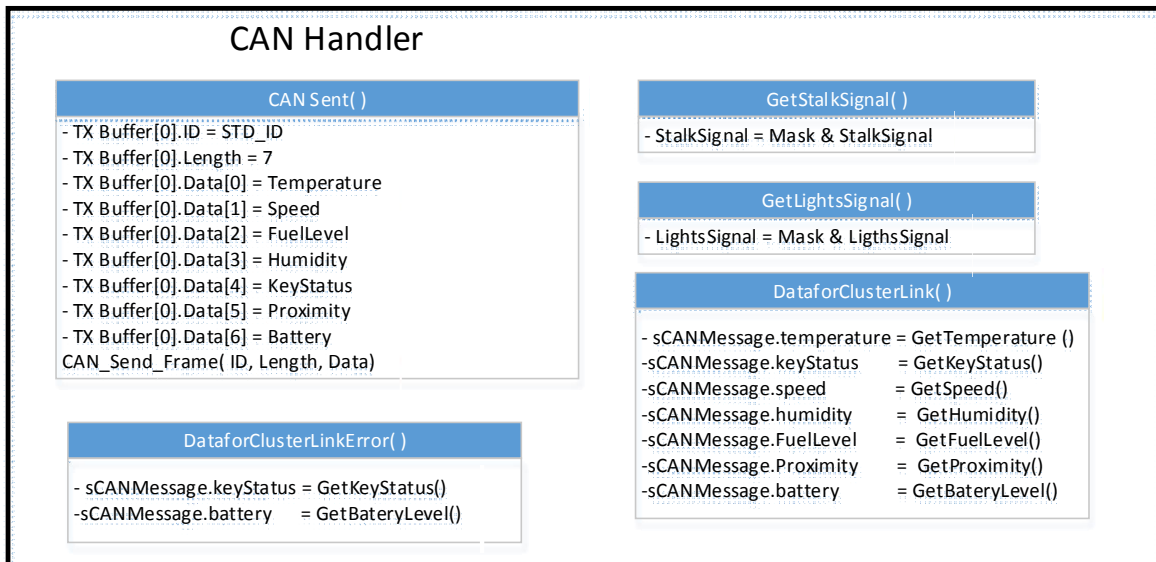 CAN Handler
CAN Sent( )
- TX Buffer[0].ID = STD_ID
- TX Buffer[0].Length = 7
- TX Buffer[0].Data[0] = Temperature
- TX Buffer[0].Data[1] = Speed
- TX Buffer[0].Data[2] = FuelLevel
- TX Buffer[0].Data[3] = Humidity
- TX Buffer[0].Data[4] = KeyStatus
- TX Buffer[0].Data[5] = Proximity
- TX Buffer[0].Data[6] = Battery
CAN_Send_Frame( ID, Length, Data)
DataforClusterLinkError( )
- sCANMessage.keyStatus = GetKeyStatus()
-sCANMessage.battery = GetBateryLevel()
GetStalkSignal( )
- StalkSignal = Mask & StalkSignal
GetLightsSignal( )
- LightsSignal = Mask & LigthsSignal
DataforClusterLink( )
- sCANMessage.temperature = GetTemperature ()
-sCANMessage.keyStatus = GetKeyStatus()
-sCANMessage.speed = GetSpeed()
-sCANMessage.humidity = GetHumidity()
-sCANMessage.FuelLevel = GetFuelLevel()
-sCANMessage.Proximity = GetProximity()
-sCANMessage.battery = GetBateryLevel()